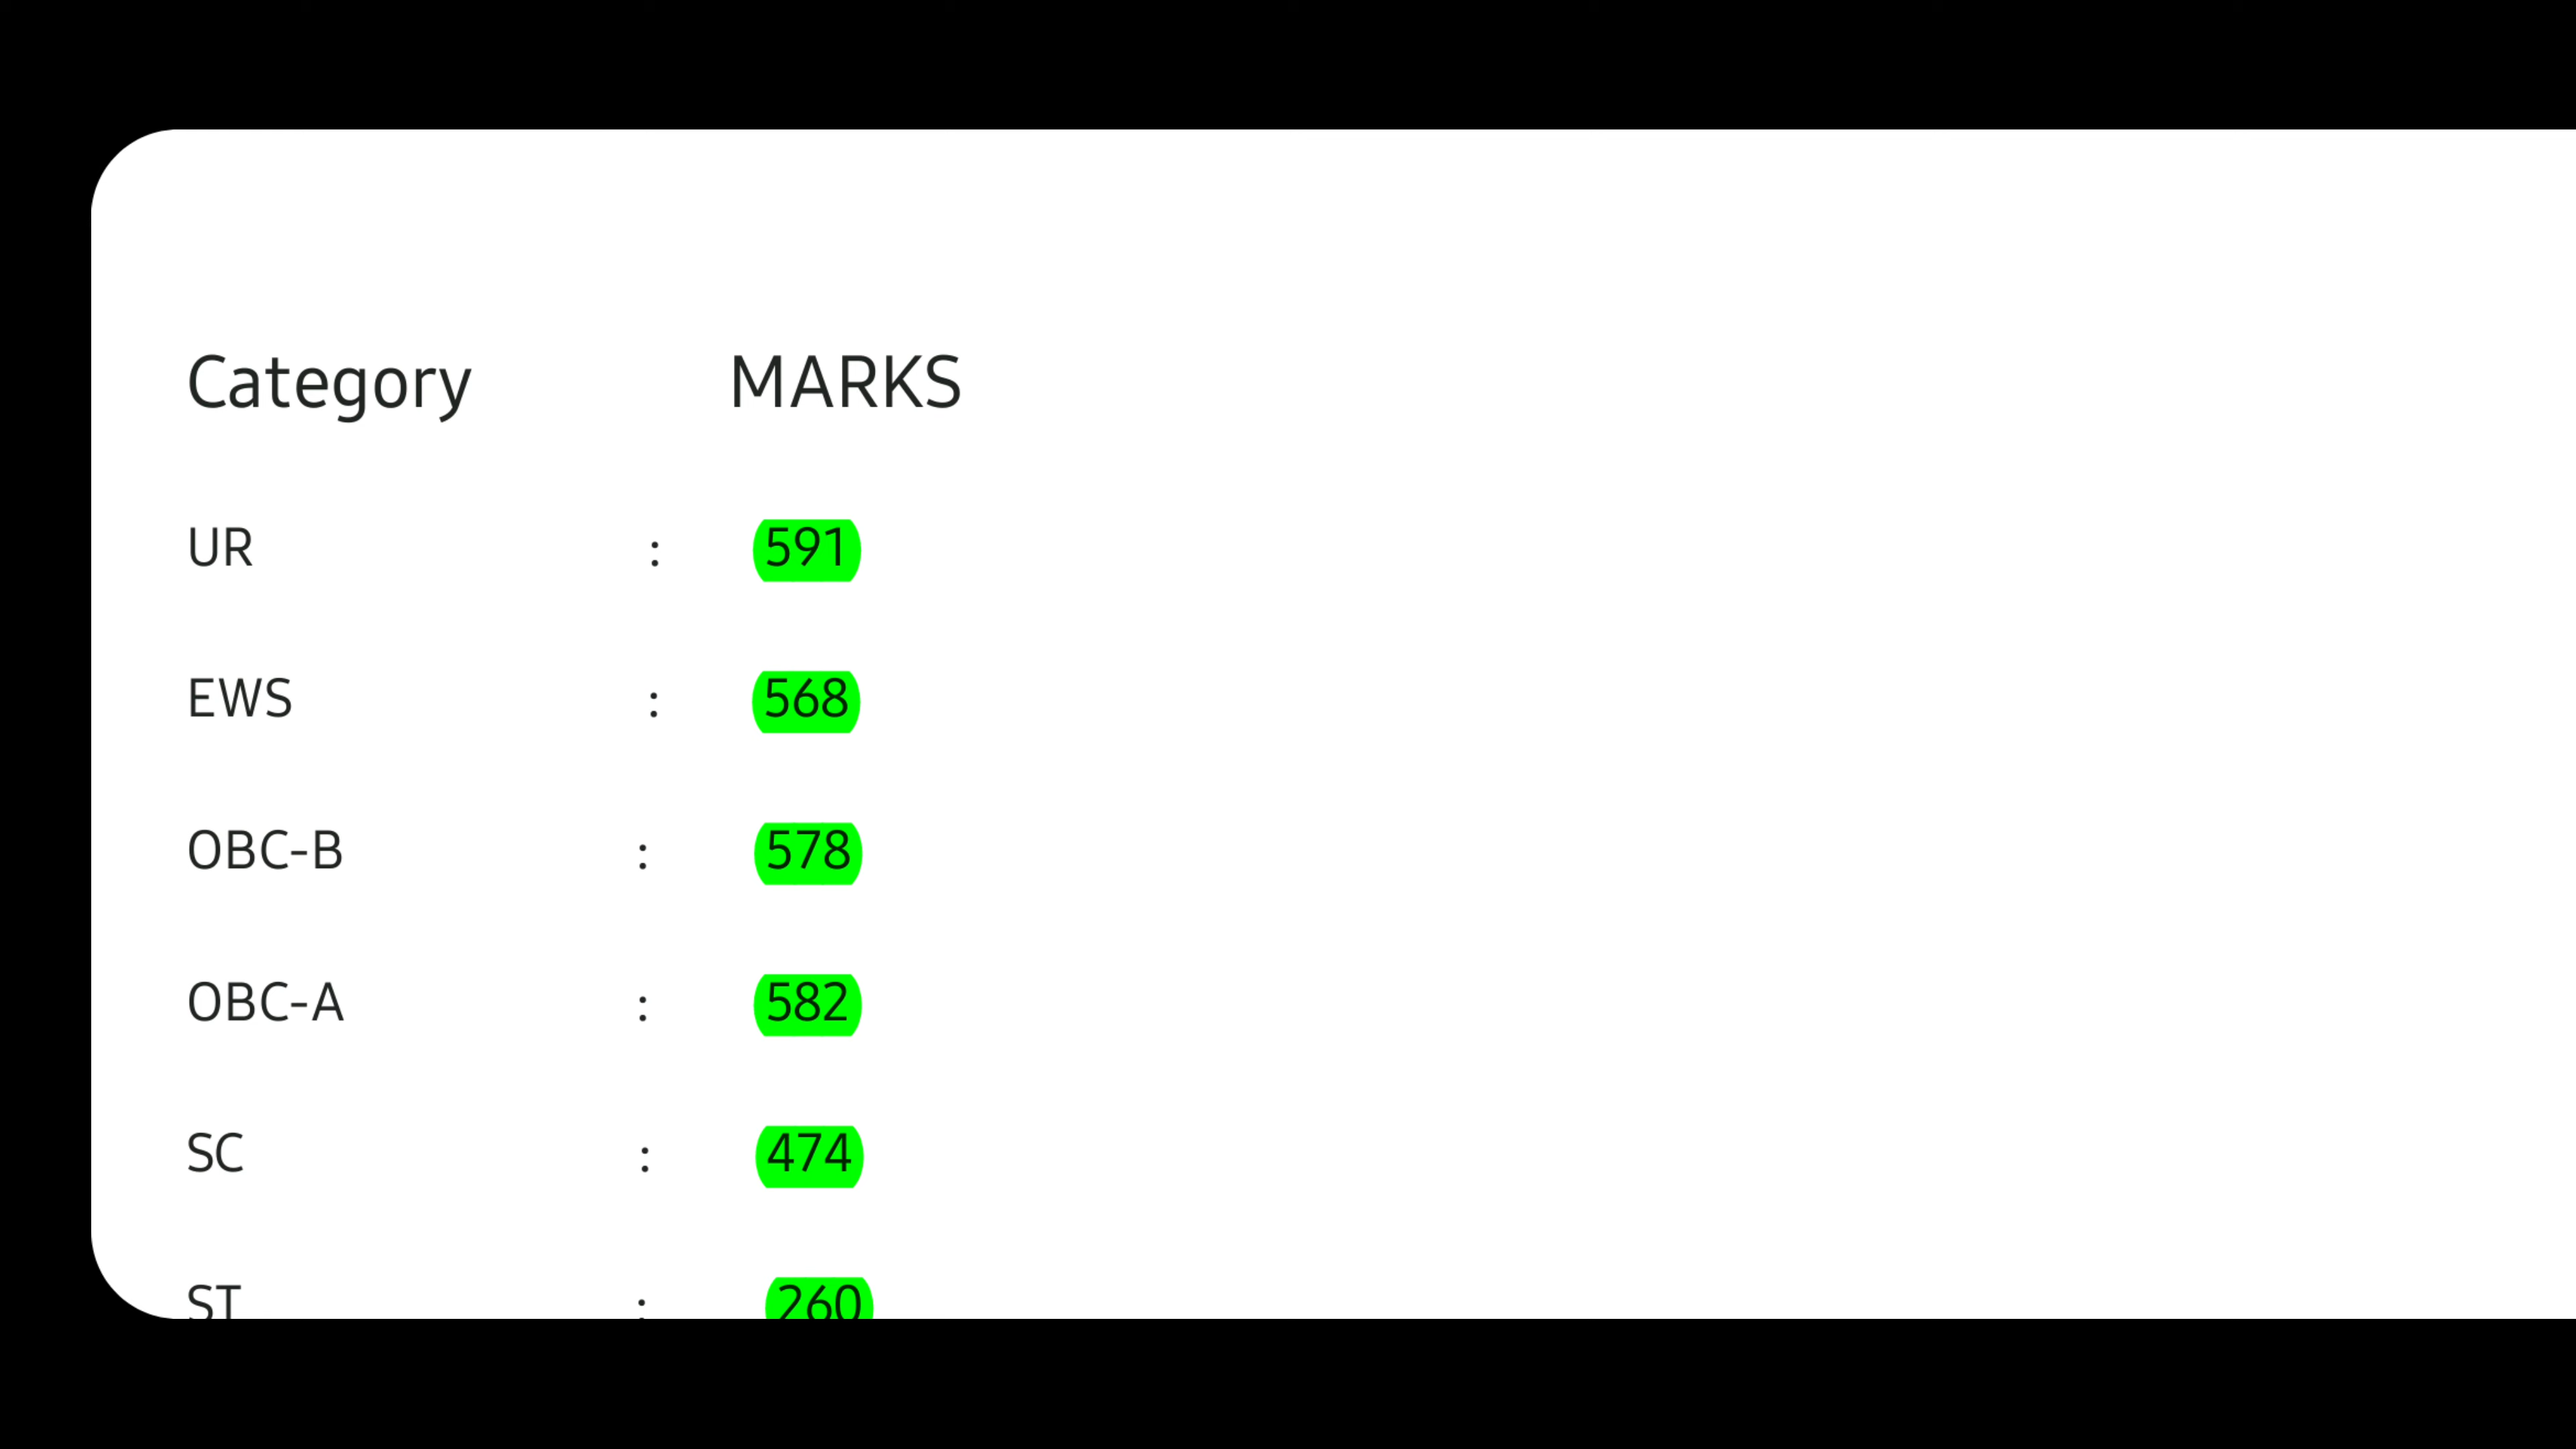 Category MARKS
UR : 591
EWS : 568
OBC-B : 578
OBC-A : 582
SC : 474
ST : 260